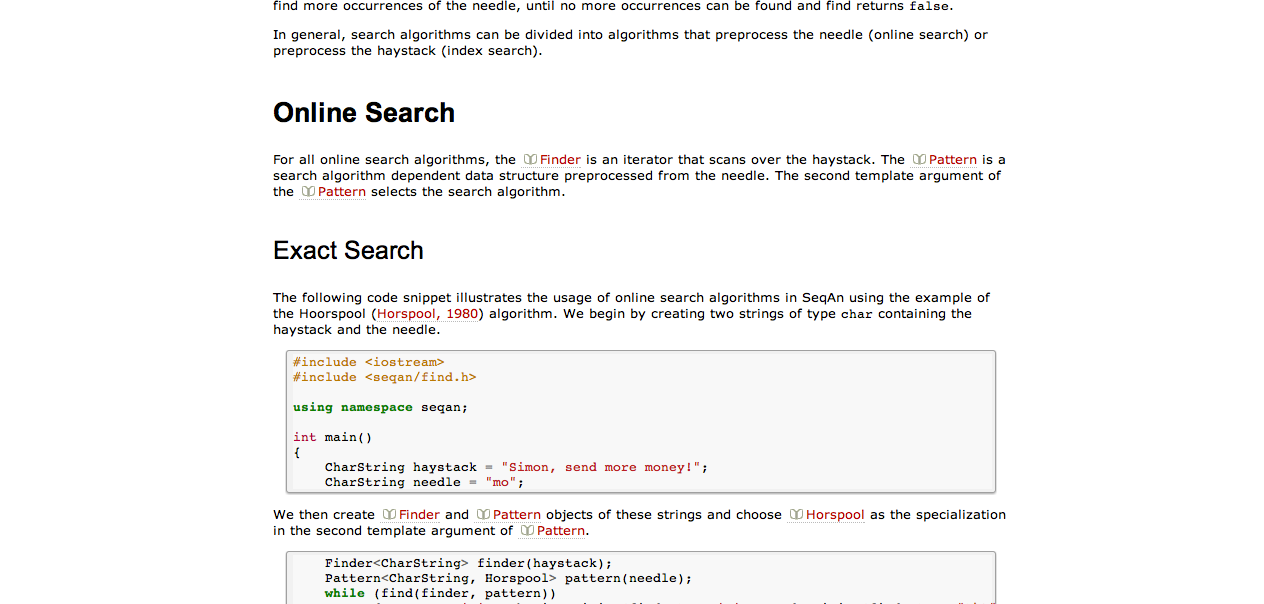 find more occurrences of the needle, until no more occurrences can be found and find returns false.
In general, search algorithms can be divided into algorithms that preprocess the needle (online search) or
preprocess the haystack (index search).
Online Search
For all online search algorithms, the Finder is an iterator that scans over the haystack. The Pattern is a
search algorithm dependent data structure preprocessed from the needle. The second template argument of
the Pattern selects the search algorithm.
Exact Search
The following code snippet illustrates the usage of online search algorithms in SeqAn using the example of
the Hoorspool (Horspool, 1980) algorithm. We begin by creating two strings of type char containing the
haystack and the needle.
#include <iostream>
#include <seqan/find.h>
using namespace seqan;
int main()
{
CharString haystack = "Simon, send more money!";
CharString needle = "mo";
We then create Finder and Pattern objects of these strings and choose Horspool as the specialization
in the second template argument of Pattern.
Finder<CharString> finder(haystack);
Pattern<CharString, Horspool> pattern(needle);
while (find(finder, pattern))